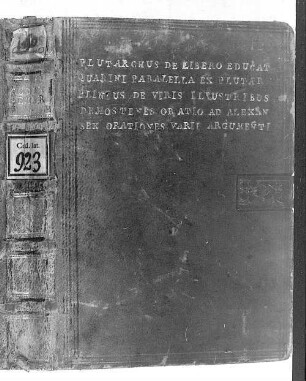 Cod. lat.
923
PLUTARCHUS DE LIBERO EDUCAT
GUARINI PARALELLA EX PLUTAR
PLINIUS DE VIRIS ILLUSTRIBUS
DEMOSTENES ORATIO AD ALEXAN
SEX ORATIONES VARII ARGUMETI